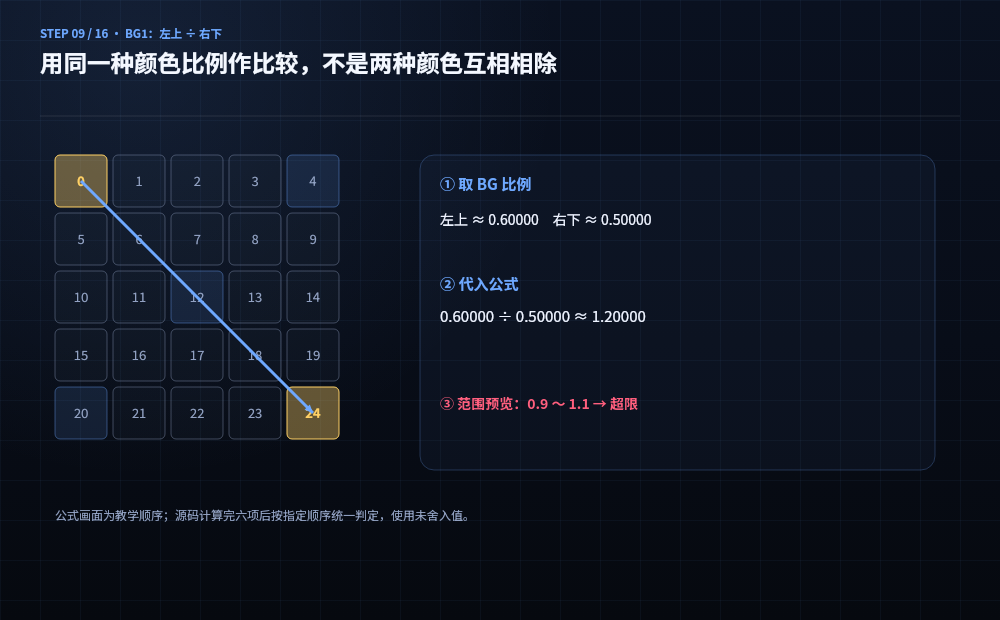 STEP 09 / 16 · BG1：左上 ÷ 右下
用同一种颜色比例作比较，不是两种颜色互相相除
0 1 2 3 4
5 6 7 8 9
10 11 12 13 14
15 16 17 18 19
20 21 22 23 24
① 取 BG 比例
左上 ≈ 0.60000 右下 ≈ 0.50000
② 代入公式
0.60000 ÷ 0.50000 ≈ 1.20000
③ 范围预览：0.9 ～ 1.1 → 超限
公式画面为教学顺序；源码计算完六项后按指定顺序统一判定，使用未舍入值。